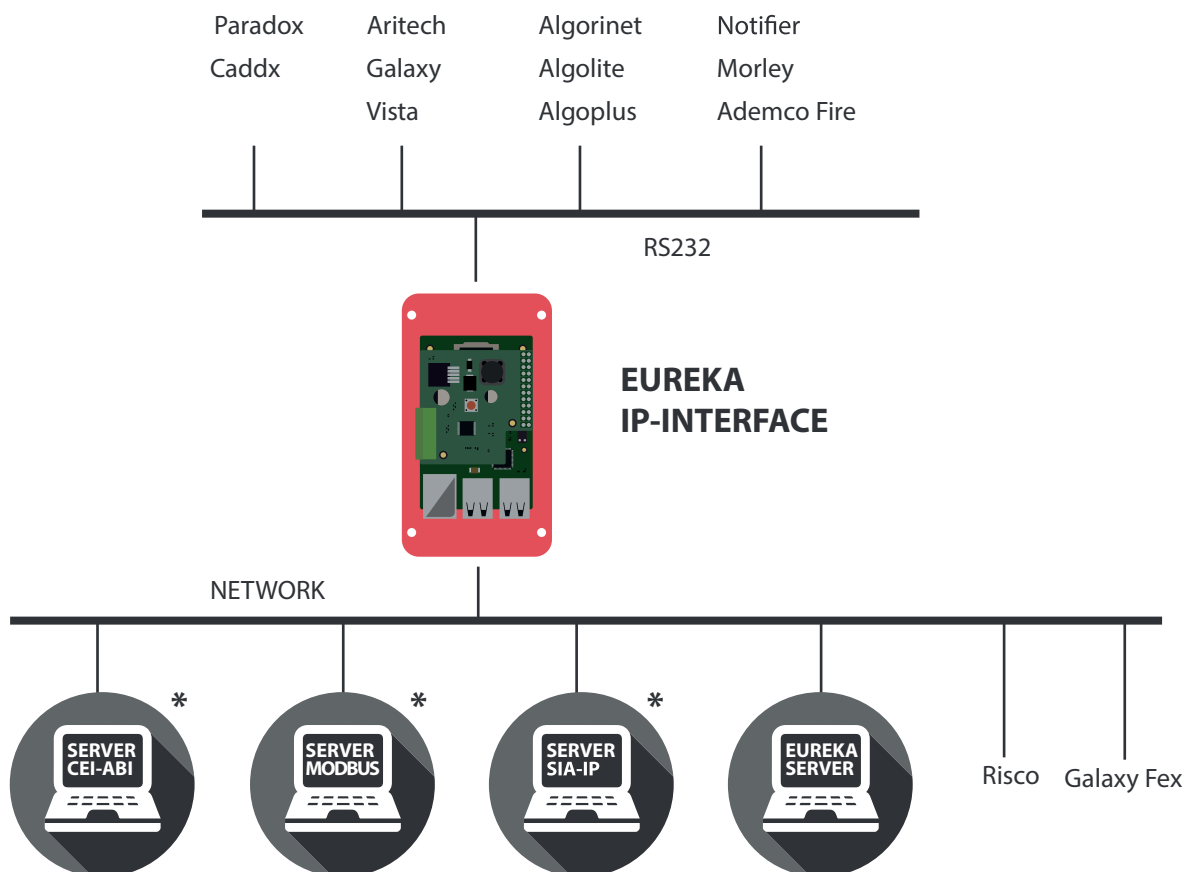 Paradox Aritech Algorinet Notifier
Caddx Galaxy Algolite Morley
Vista Algoplus Ademco Fire
RS232
EUREKA
IP-INTERFACE
NETWORK
* * *
SERVER
CEI-ABI
SERVER
MODBUS
SERVER
SIA-IP
EUREKA
SERVER
Risco
Galaxy Fex